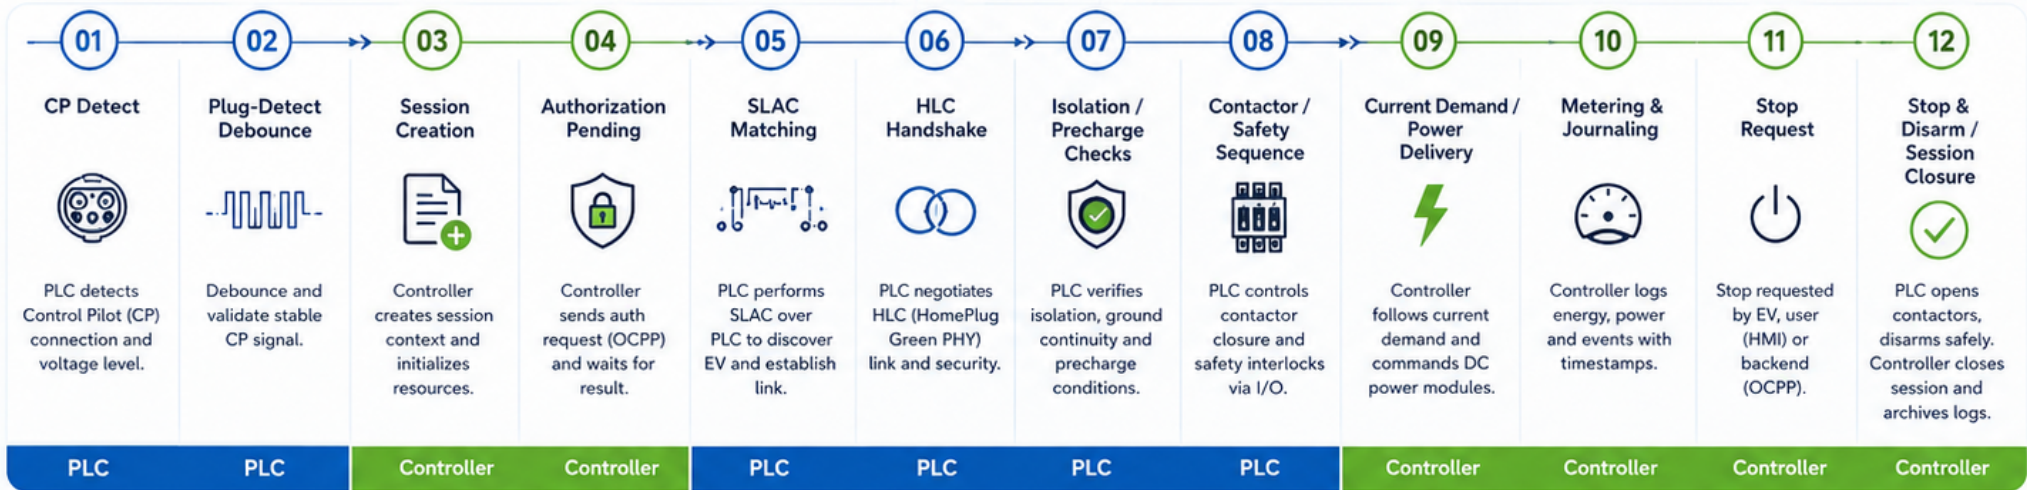 01
02
03
04
05
06
07
08
09
10
11
12
CP Detect
Plug-Detect
Debounce
Session
Creation
Authorization
Pending
SLAC
Matching
HLC
Handshake
Isolation /
Precharge
Checks
Contactor /
Safety
Sequence
Current Demand /
Power
Delivery
Metering &
Journaling
Stop
Request
Stop &
Disarm /
Session
Closure
PLC detects
Control Pilot (CP)
connection and
voltage level.
Debounce and
validate stable
CP signal.
Controller
creates session
context and
initializes
resources.
Controller
sends auth
request (OCPP)
and waits for
result.
PLC performs
SLAC over
PLC to discover
EV and establish
link.
PLC negotiates
HLC (HomePlug
Green PHY)
link and security.
PLC verifies
isolation, ground
continuity and
precharge
conditions.
PLC controls
contactor
closure and
safety interlocks
via I/O.
Controller
follows current
demand and
commands DC
power modules.
Controller logs
energy, power
and events with
timestamps.
Stop requested
by EV, user
(HMI) or
backend
(OCPP).
PLC opens
contactors,
disarms safely.
Controller closes
session and
archives logs.
PLC
PLC
Controller
Controller
PLC
PLC
PLC
PLC
Controller
Controller
Controller
Controller